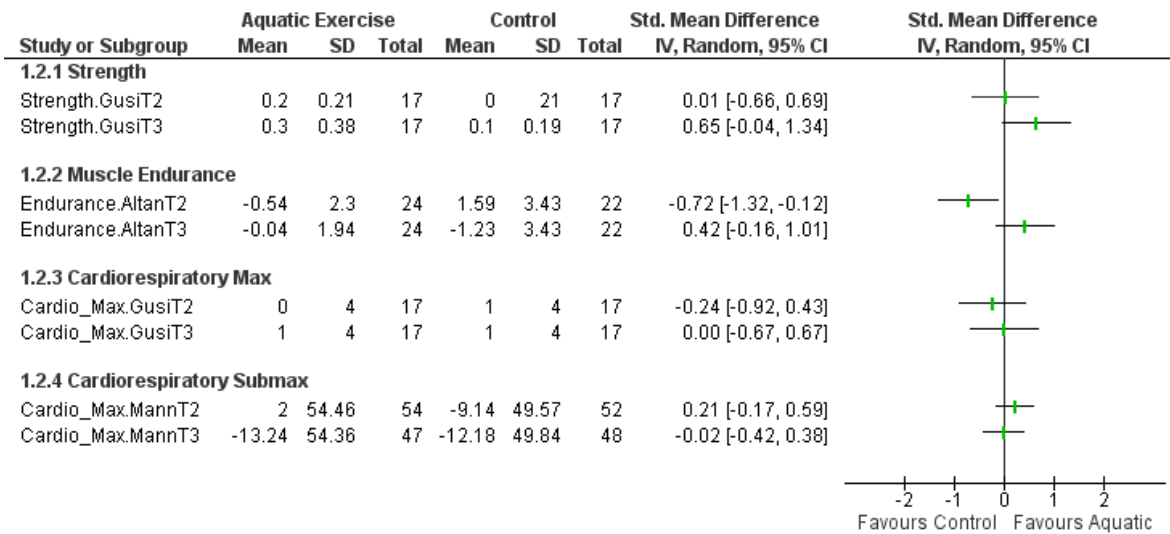 Aquatic Exercise Control Std. Mean Difference Std. Mean Difference
Study or Subgroup Mean SD Total Mean SD Total IV, Random, 95% CI IV, Random, 95% CI
1.2.1 Strength
Strength.GusiT2 0.2 0.21 17 0 21 17 0.01 [-0.66, 0.69]
Strength.GusiT3 0.3 0.38 17 0.1 0.19 17 0.65 [-0.04, 1.34]
1.2.2 Muscle Endurance
Endurance.AltanT2 -0.54 2.3 24 1.59 3.43 22 -0.72 [-1.32, -0.12]
Endurance.AltanT3 -0.04 1.94 24 -1.23 3.43 22 0.42 [-0.16, 1.01]
1.2.3 Cardiorespiratory Max
Cardio_Max.GusiT2 0 4 17 1 4 17 -0.24 [-0.92, 0.43]
Cardio_Max.GusiT3 1 4 17 1 4 17 0.00 [-0.67, 0.67]
1.2.4 Cardiorespiratory Submax
Cardio_Max.MannT2 2 54.46 54 -9.14 49.57 52 0.21 [-0.17, 0.59]
Cardio_Max.MannT3 -13.24 54.36 47 -12.18 49.84 48 -0.02 [-0.42, 0.38]
-2 -1 0 1 2
Favours Control Favours Aquatic